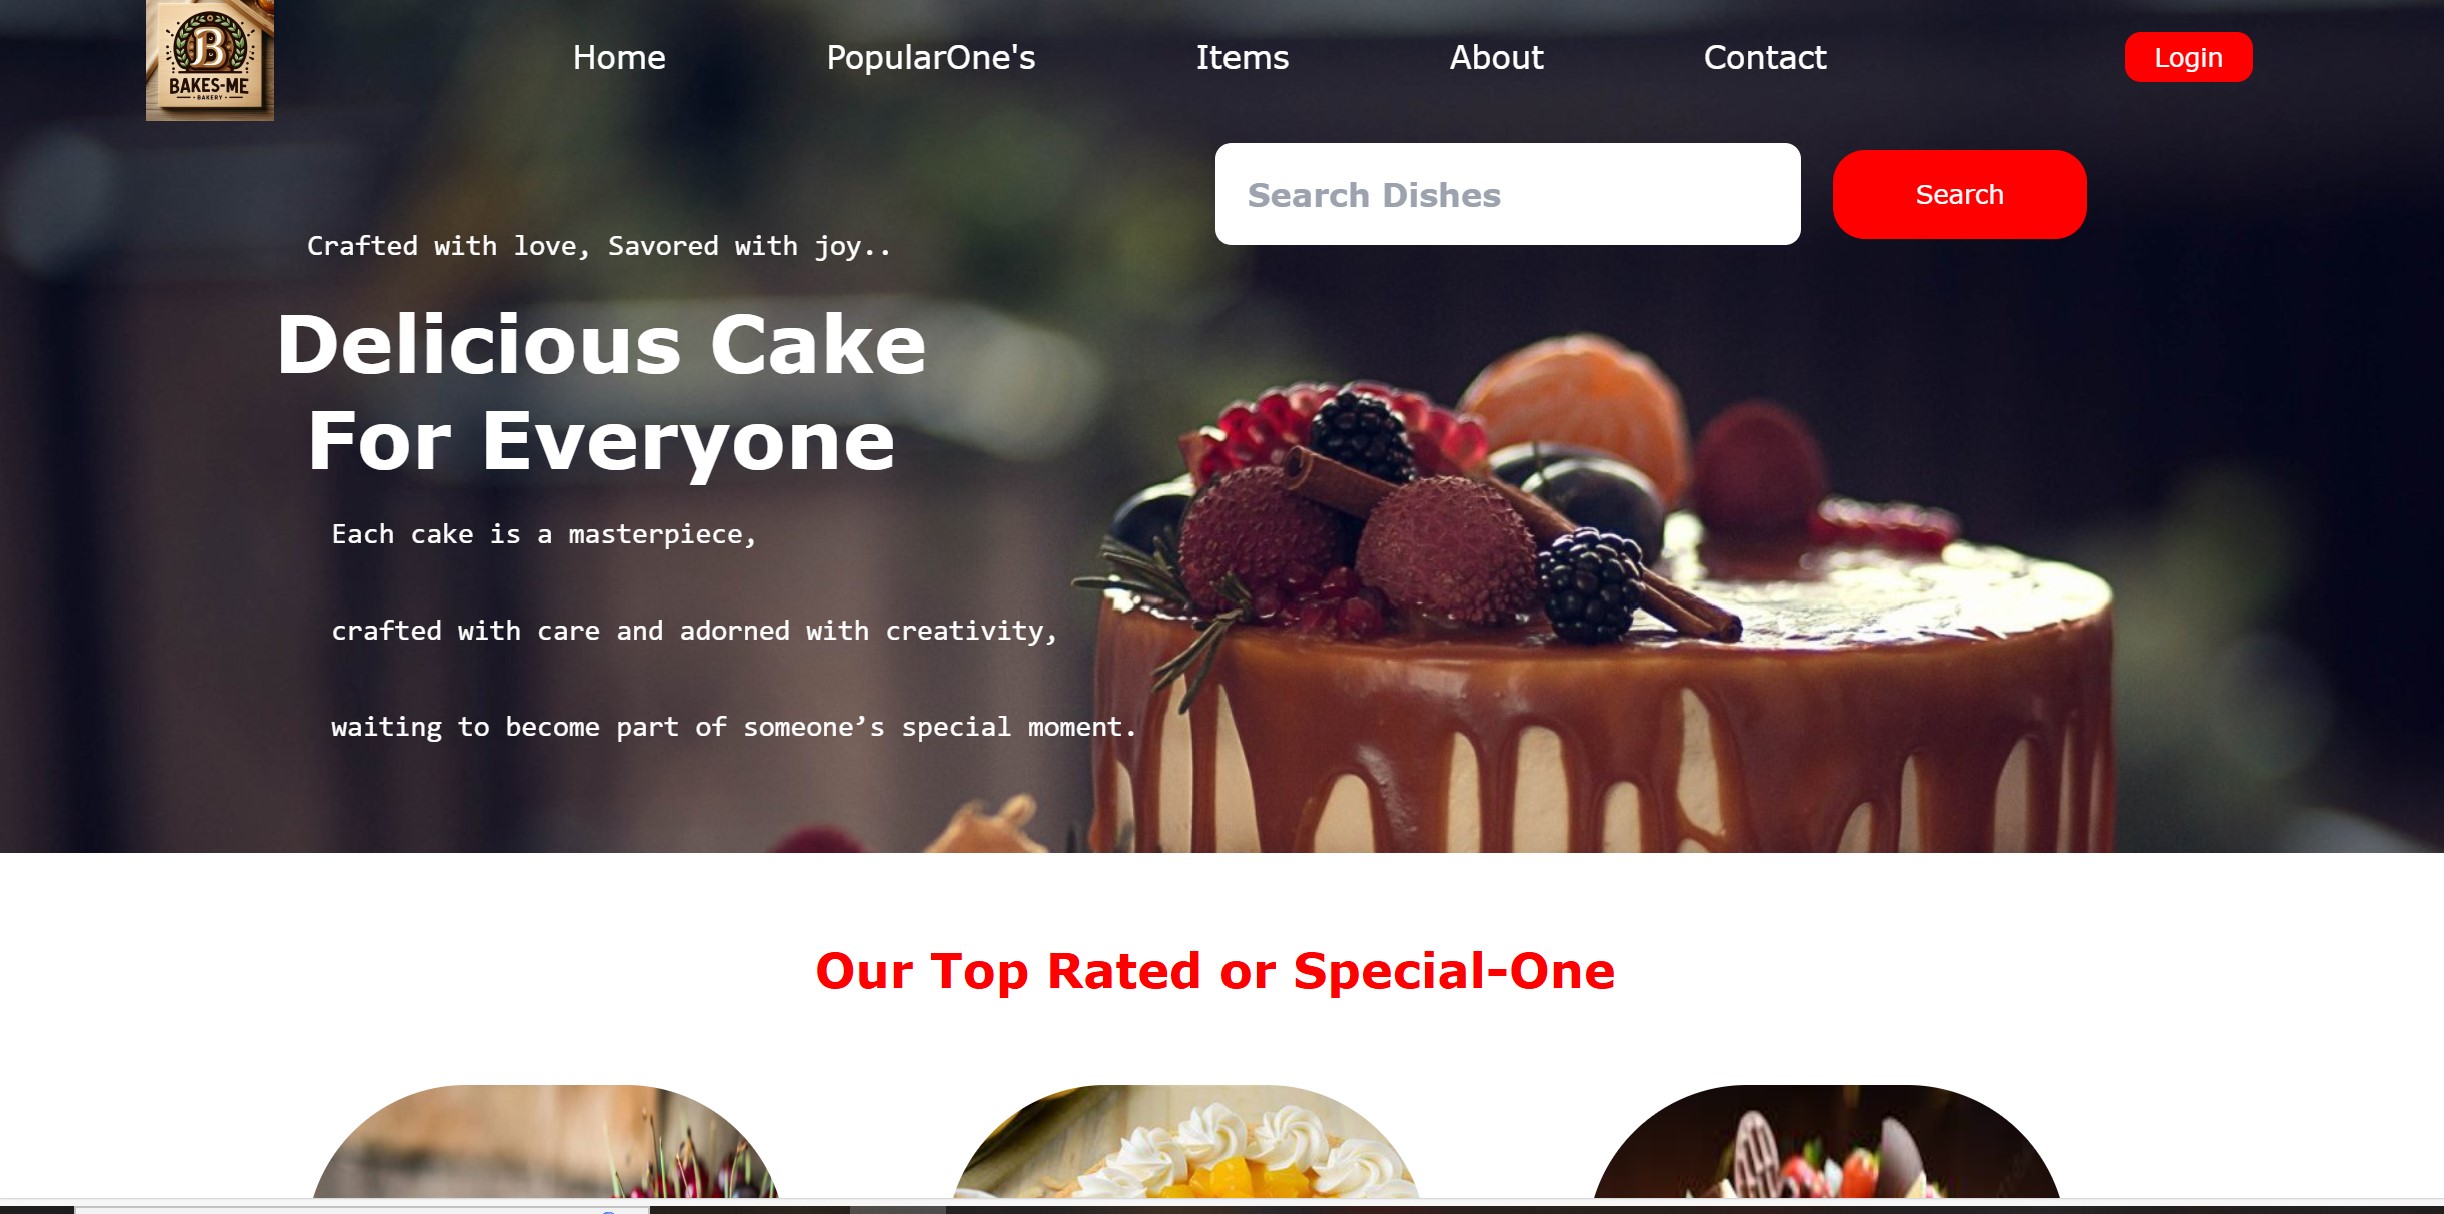 BAKES-ME
BAKERY
Home
PopularOne's
Items
About
Contact
Login
Search Dishes
Search
Crafted with love, Savored with joy..
Delicious Cake
For Everyone
Each cake is a masterpiece,
crafted with care and adorned with creativity,
waiting to become part of someone’s special moment.
Our Top Rated or Special-One